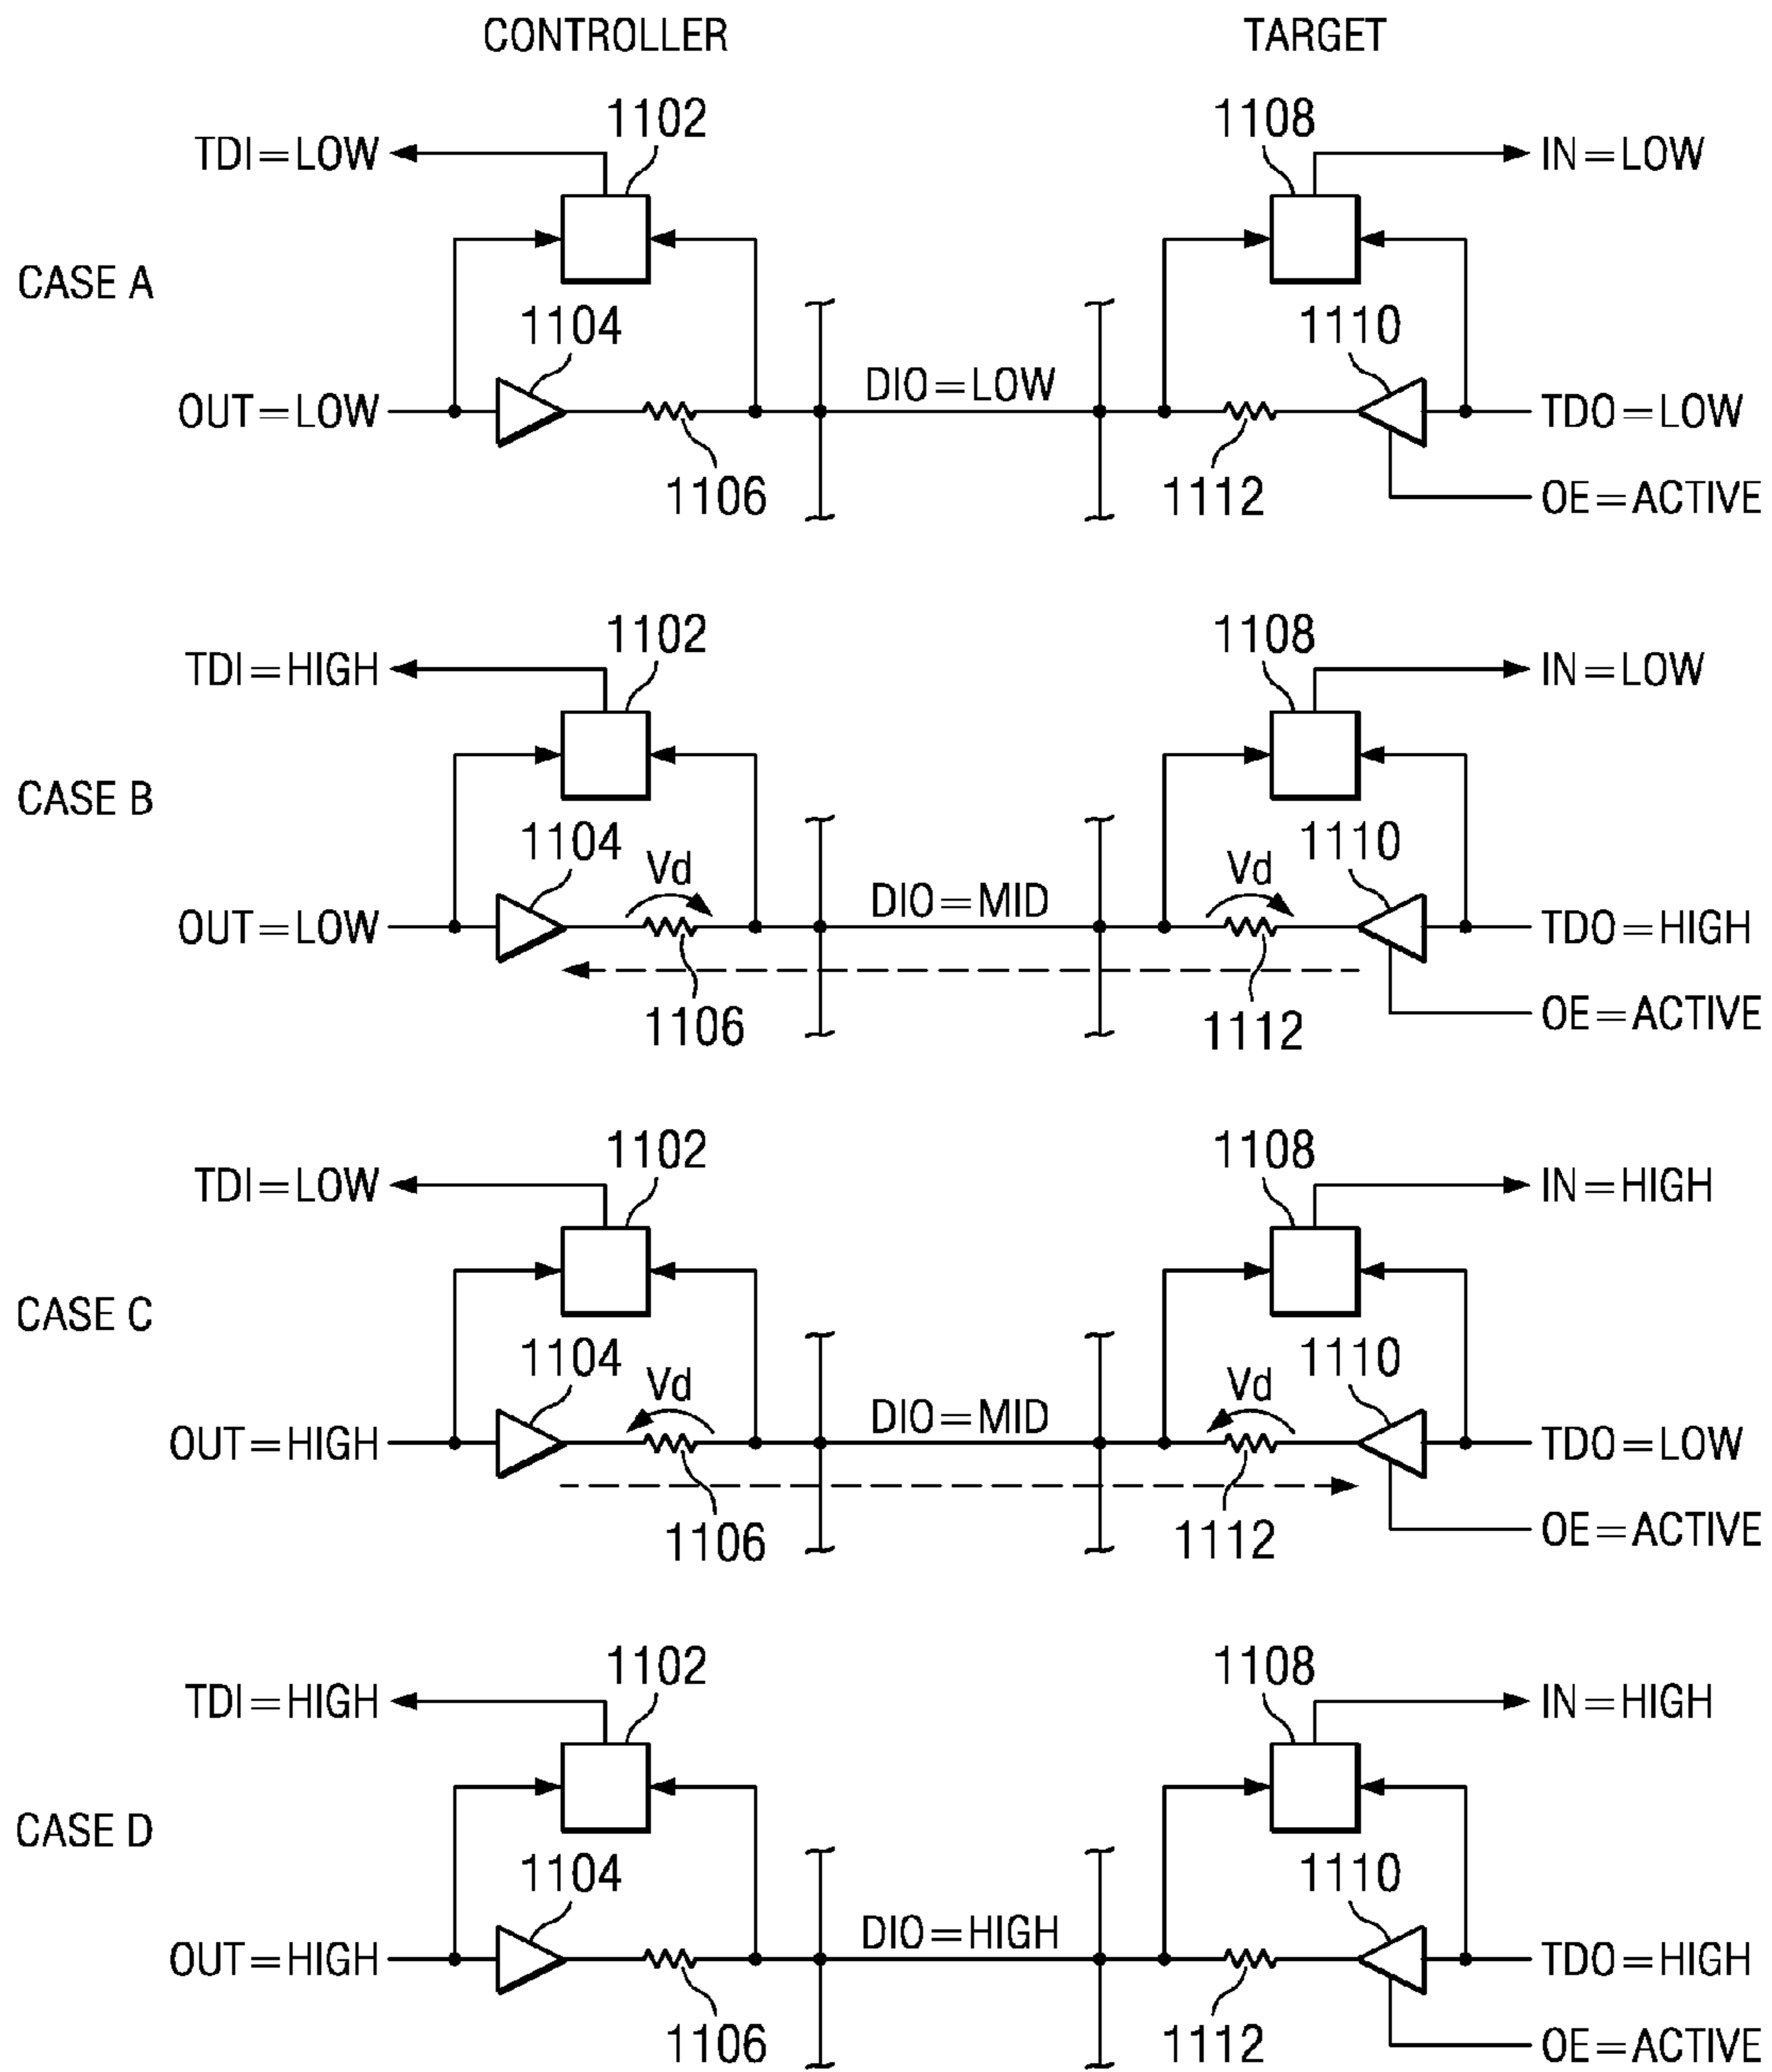 CONTROLLER TARGET
1102 1108
TDI=LOW IN=LOW
CASE A
1104 1110
OUT=LOW DIO=LOW TDO=LOW
1106 1112 OE=ACTIVE
1102 1108
TDI=HIGH IN=LOW
CASE B
1104 Vd Vd 1110
OUT=LOW DIO=MID TDO=HIGH
1106 1112 OE=ACTIVE
1102 1108
TDI=LOW IN=HIGH
CASE C
1104 Vd Vd 1110
OUT=HIGH DIO=MID TDO=LOW
1106 1112 OE=ACTIVE
1102 1108
TDI=HIGH IN=HIGH
CASE D
1104 1110
OUT=HIGH DIO=HIGH TDO=HIGH
1106 1112 OE=ACTIVE